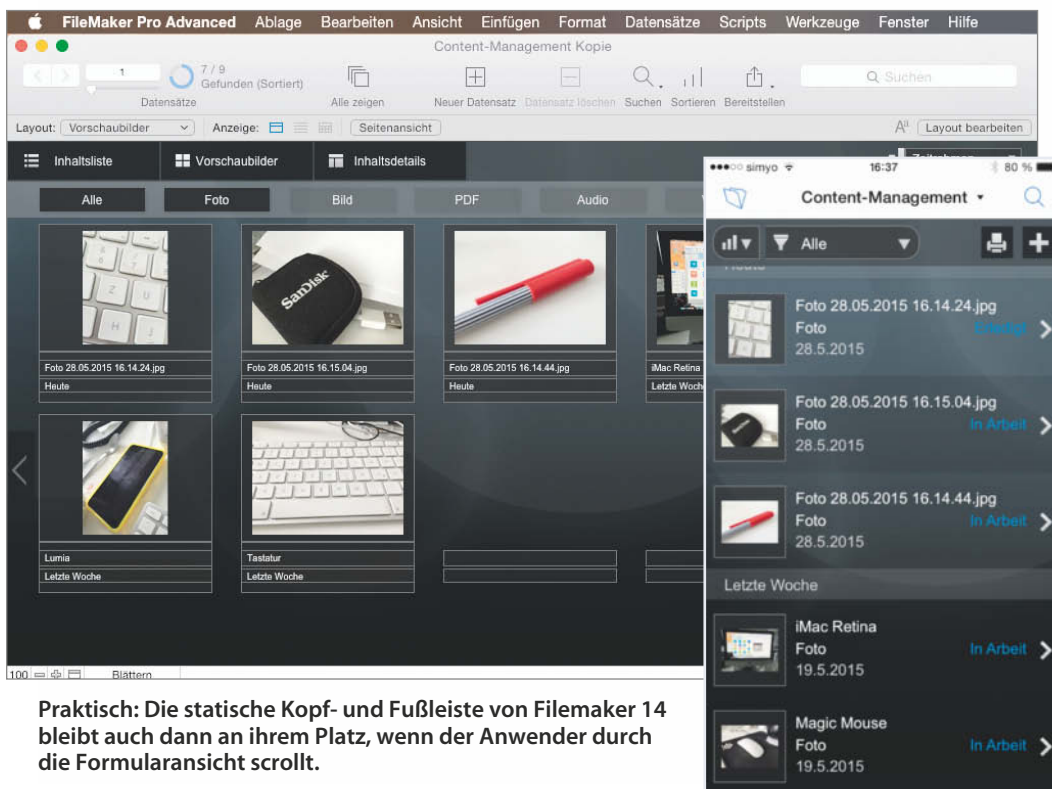 FileMaker Pro Advanced Ablage Bearbeiten Ansicht Einfügen Format Datensätze Scripts Werkzeuge Fenster Hilfe
Content-Management Kopie
1
7 / 9
Gefunden (Sortiert)
Suchen
Datensätze Alle zeigen Neuer Datensatz Datensatz löschen Suchen Sortieren Bereitstellen
Layout: Vorschaubilder Anzeige: Seitenansicht Layout bearbeiten
Inhaltsliste Vorschaubilder Inhaltsdetails
Alle Foto Bild PDF Audio
SanDisk
Foto 28.05.2015 16.14.24.jpg Foto 28.05.2015 16.15.04.jpg Foto 28.05.2015 16.14.44.jpg iMac Retina
Heute Heute Heute Letzte Woch
Lumia Tastatur
Letzte Woche Letzte Woche
100 Blättern
simyo 16:37 80 %
Content-Management
Alle
Foto 28.05.2015 16.14.24.jpg
Foto
28.5.2015
Foto 28.05.2015 16.15.04.jpg
Foto In Arbeit
28.5.2015
Foto 28.05.2015 16.14.44.jpg
Foto In Arbeit
28.5.2015
Letzte Woche
iMac Retina
Foto In Arbeit
19.5.2015
Magic Mouse
Foto In Arbeit
19.5.2015
Praktisch: Die statische Kopf- und Fußleiste von Filemaker 14
bleibt auch dann an ihrem Platz, wenn der Anwender durch
die Formularansicht scrollt.